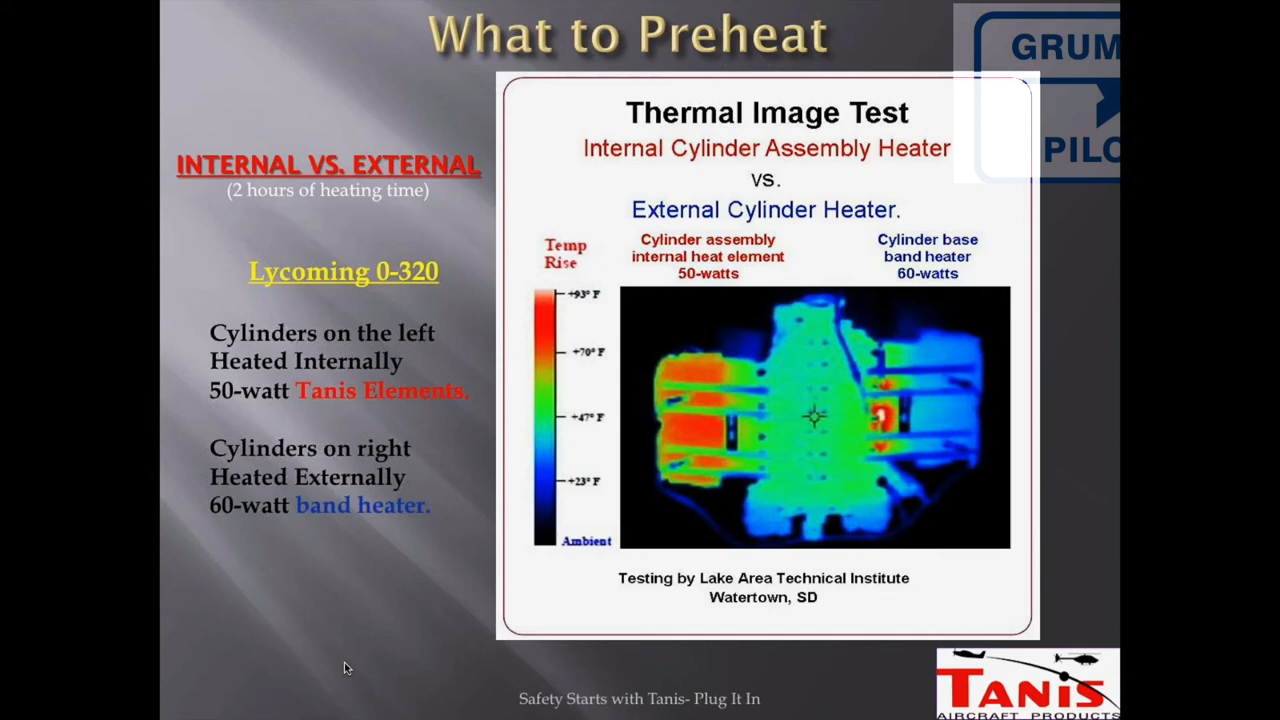 What to Preheat
GRUM
PILO
INTERNAL VS. EXTERNAL
(2 hours of heating time)
Lycoming 0-320
Cylinders on the left
Heated Internally
50-watt Tanis Elements.
Cylinders on right
Heated Externally
60-watt band heater.
Thermal Image Test
Internal Cylinder Assembly Heater
vs.
External Cylinder Heater.
Temp
Rise
Cylinder assembly
internal heat element
50-watts
Cylinder base
band heater
60-watts
+93° F
+70° F
+47° F
+23° F
Ambient
Testing by Lake Area Technical Institute
Watertown, SD
Safety Starts with Tanis- Plug It In
TANIS
AIRCRAFT PRODUCTS